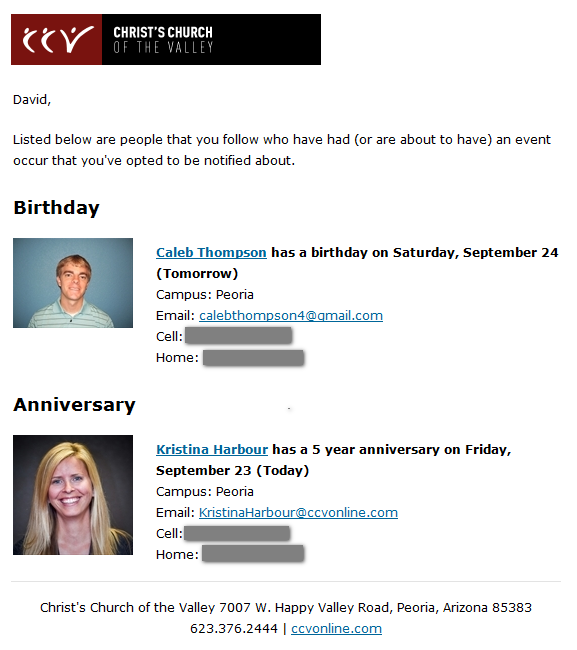 CCV CHRIST'S CHURCH
OF THE VALLEY
David,
Listed below are people that you follow who have had (or are about to have) an event
occur that you've opted to be notified about.
Birthday
Caleb Thompson has a birthday on Saturday, September 24
(Tomorrow)
Campus: Peoria
Email: calebthompson4@gmail.com
Cell:
Home:
Anniversary
Kristina Harbour has a 5 year anniversary on Friday,
September 23 (Today)
Campus: Peoria
Email: KristinaHarbour@ccvonline.com
Cell:
Home:
Christ's Church of the Valley 7007 W. Happy Valley Road, Peoria, Arizona 85383
623.376.2444 | ccvonline.com